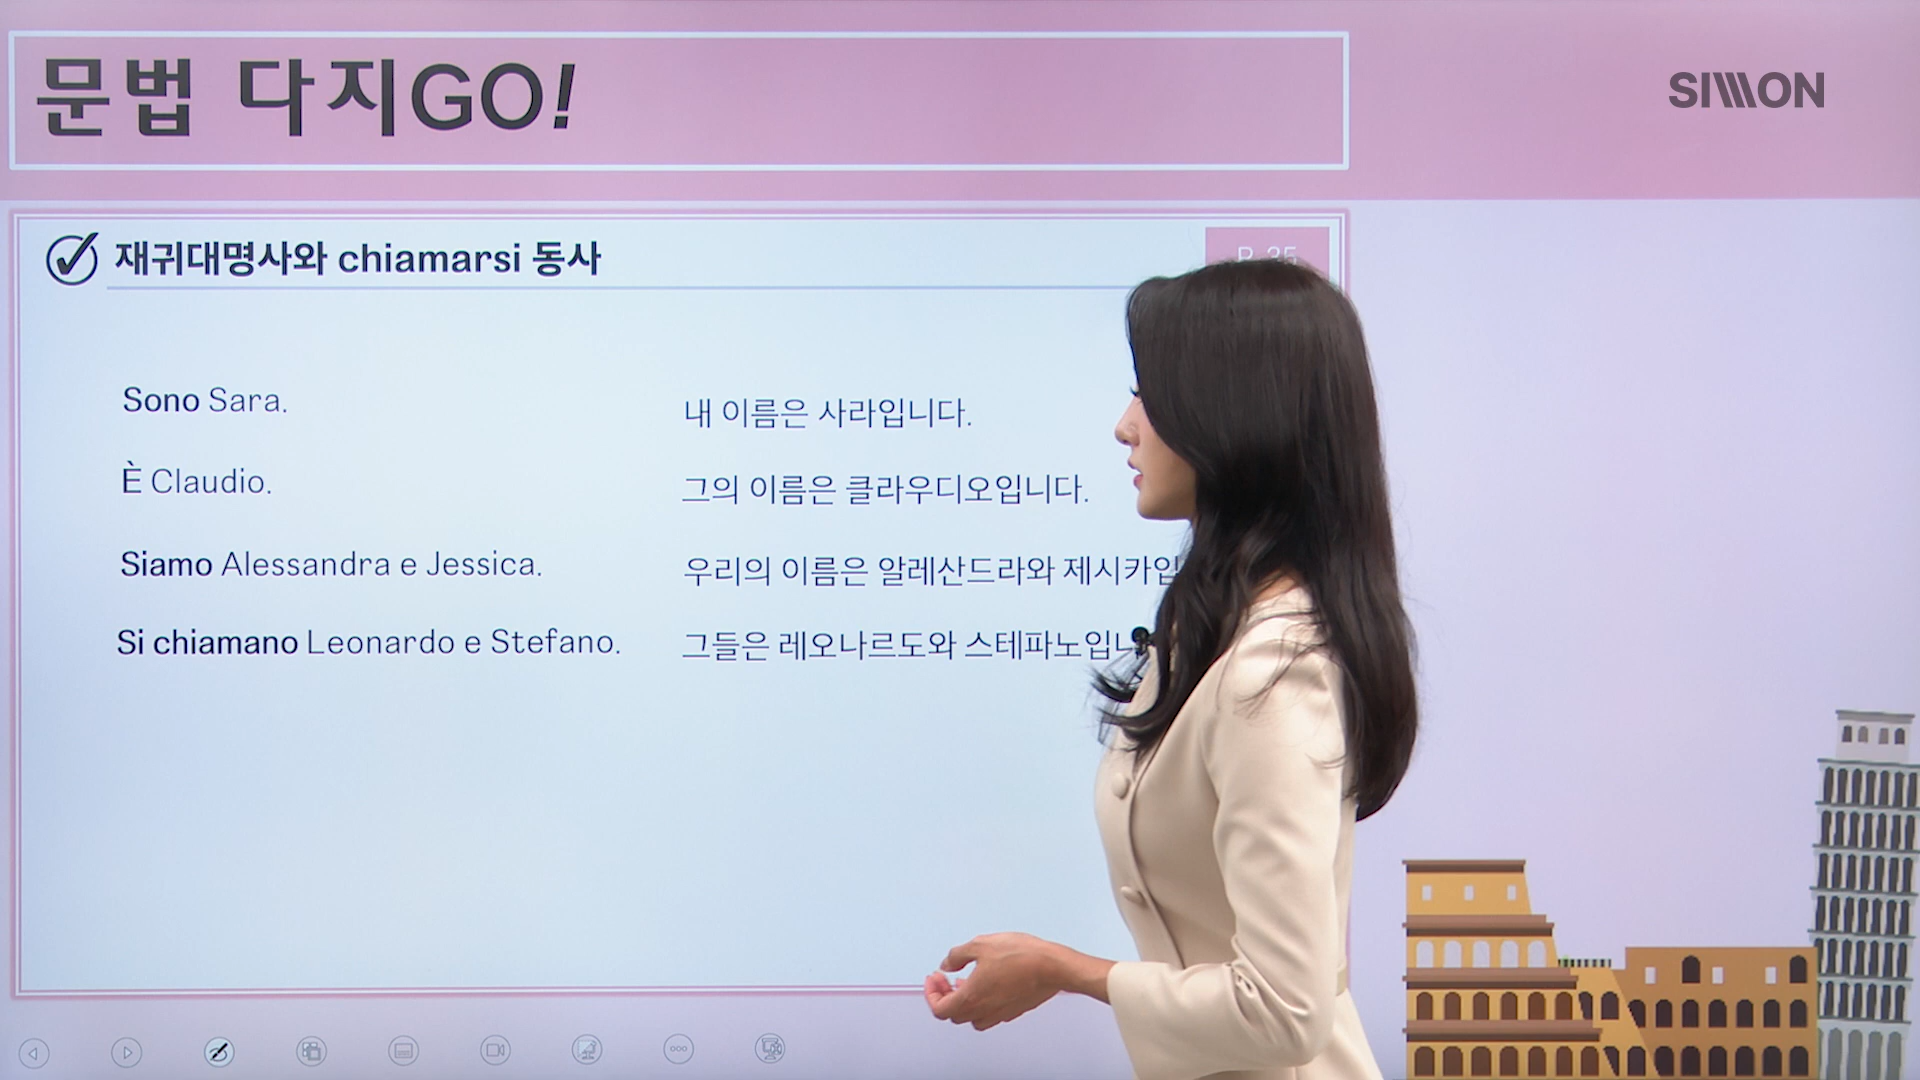 문법 다지GO!
SIWON
재귀대명사와 chiamarsi 동사
P. 35
Sono Sara.
내 이름은 사라입니다.
È Claudio.
그의 이름은 클라우디오입니다.
Siamo Alessandra e Jessica.
우리의 이름은 알레산드라와 제시카입
Si chiamano Leonardo e Stefano.
그들은 레오나르도와 스테파노입니